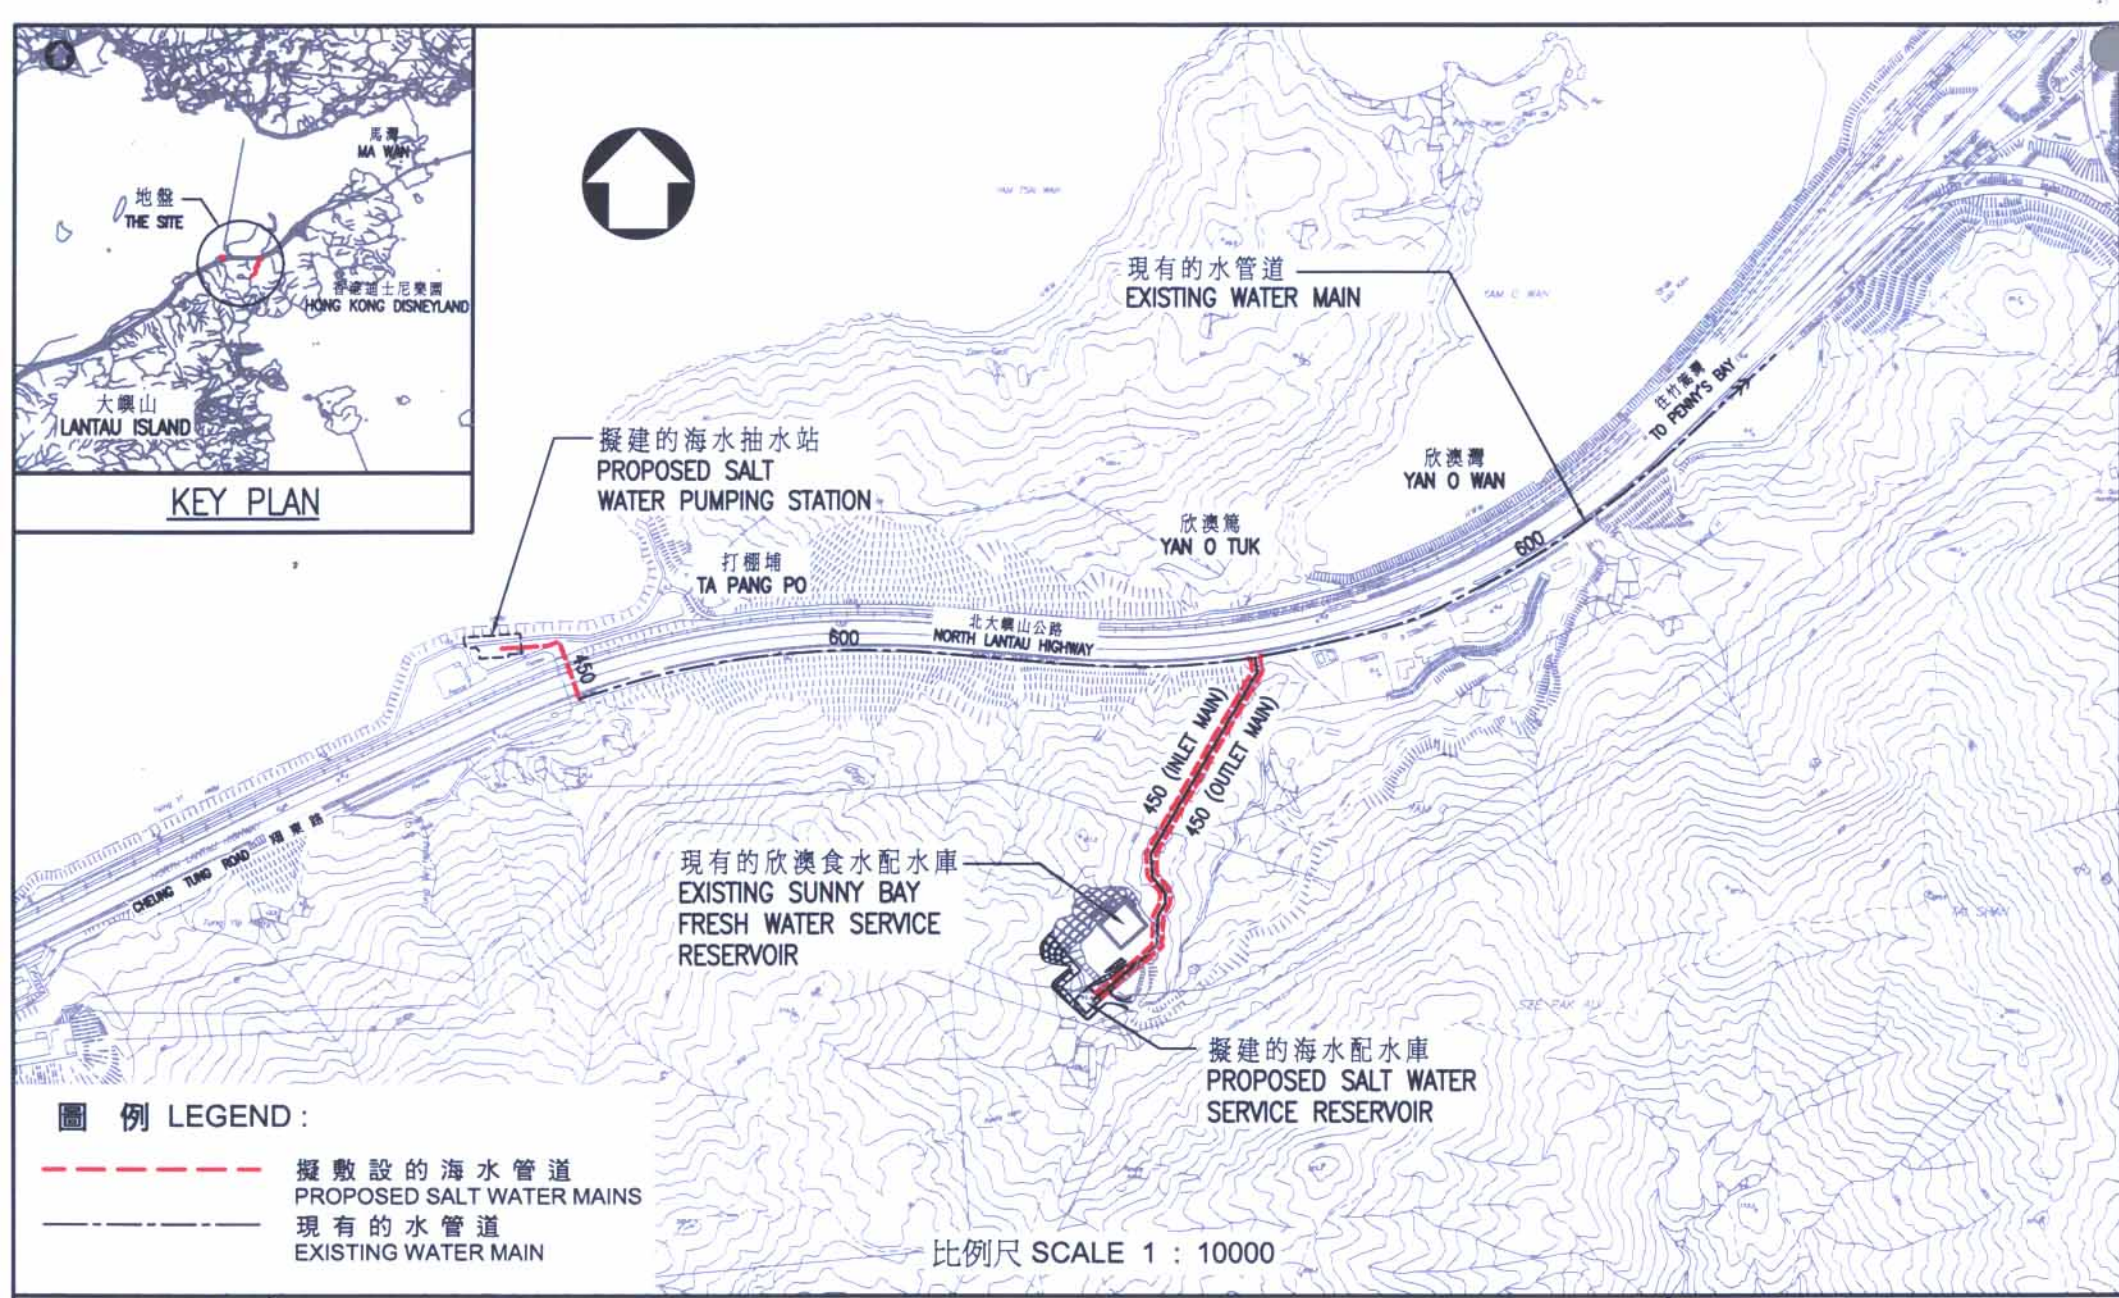 馬灣
MA WAN
地盤
THE SITE
香港迪士尼樂園
HONG KONG DISNEYLAND
大嶼山
LANTAU ISLAND
KEY PLAN
現有的水管道
EXISTING WATER MAIN
往竹篙灣
TO PENNY'S BAY
擬建的海水抽水站
PROPOSED SALT
WATER PUMPING STATION
欣澳灣
YAN O WAN
欣澳篤
YAN O TUK
打棚埔
TA PANG PO
600
600
北大嶼山公路
NORTH LANTAU HIGHWAY
450
450 (INLET MAIN)
450 (OUTLET MAIN)
CHEUNG TUNG ROAD 翔東路
現有的欣澳食水配水庫
EXISTING SUNNY BAY
FRESH WATER SERVICE
RESERVOIR
擬建的海水配水庫
PROPOSED SALT WATER
SERVICE RESERVOIR
圖 例 LEGEND :
擬敷設的海水管道
PROPOSED SALT WATER MAINS
現有的水管道
EXISTING WATER MAIN
比例尺 SCALE 1 : 10000